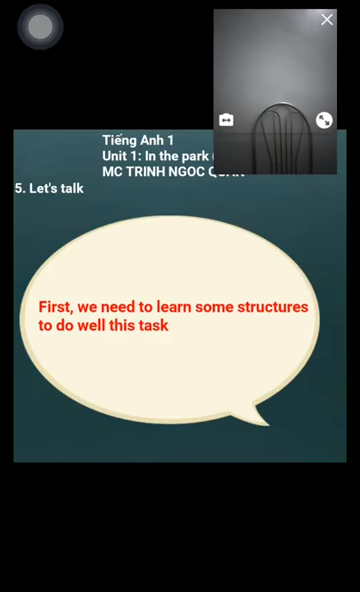 Tiếng Anh 1
Unit 1: In the park
MC TRINH NGOC QUAN
5. Let's talk
First, we need to learn some structures
to do well this task